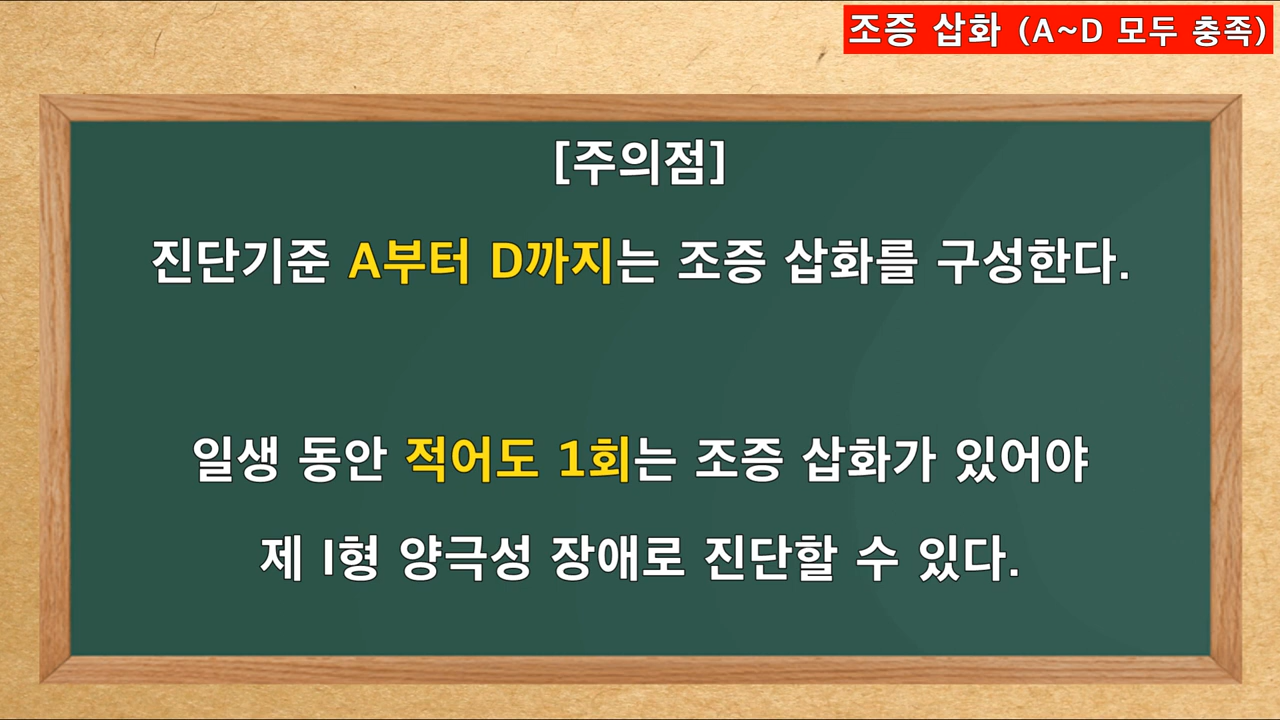 조증 삽화 (A~D 모두 충족)
[주의점]
진단기준 A부터 D까지는 조증 삽화를 구성한다.
일생 동안 적어도 1회는 조증 삽화가 있어야
제 I형 양극성 장애로 진단할 수 있다.